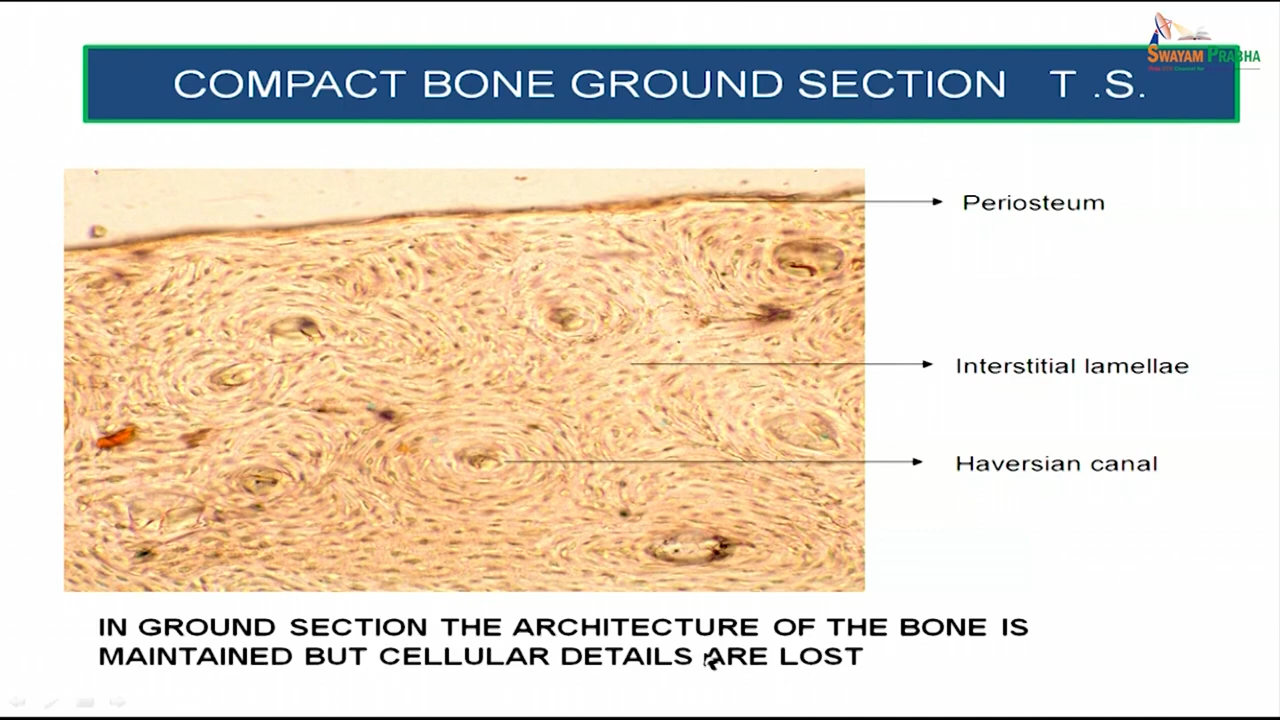 SWAYAM PRABHA
COMPACT BONE GROUND SECTION T .S.
Periosteum
Interstitial lamellae
Haversian canal
IN GROUND SECTION THE ARCHITECTURE OF THE BONE IS
MAINTAINED BUT CELLULAR DETAILS ARE LOST